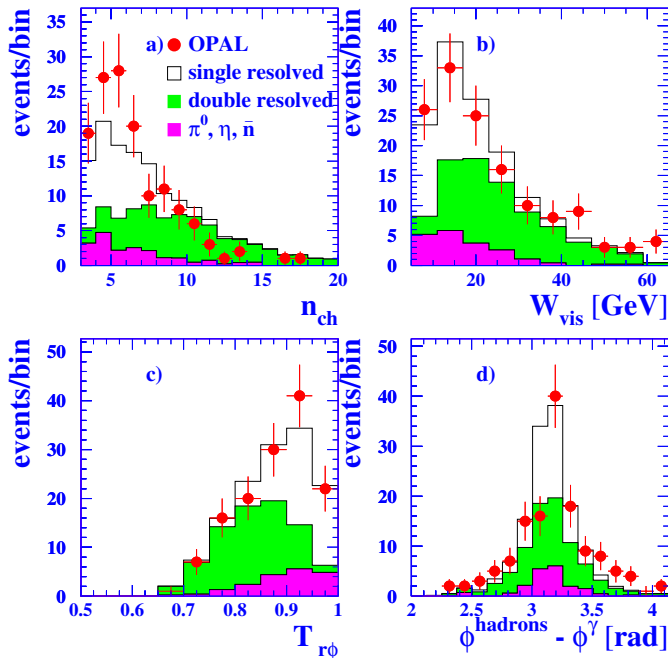 events/bin
35
30
25
20
15
10
5
0
a)
OPAL
single resolved
double resolved
π⁰, η, n̄
5 10 15 20
n_ch
events/bin
40
35
30
25
20
15
10
5
0
b)
20 40 60
W_vis [GeV]
events/bin
50
40
30
20
10
0
c)
0.5 0.6 0.7 0.8 0.9 1
T_rϕ
events/bin
50
40
30
20
10
0
d)
2 2.5 3 3.5 4
ϕ^hadrons - ϕ^γ [rad]